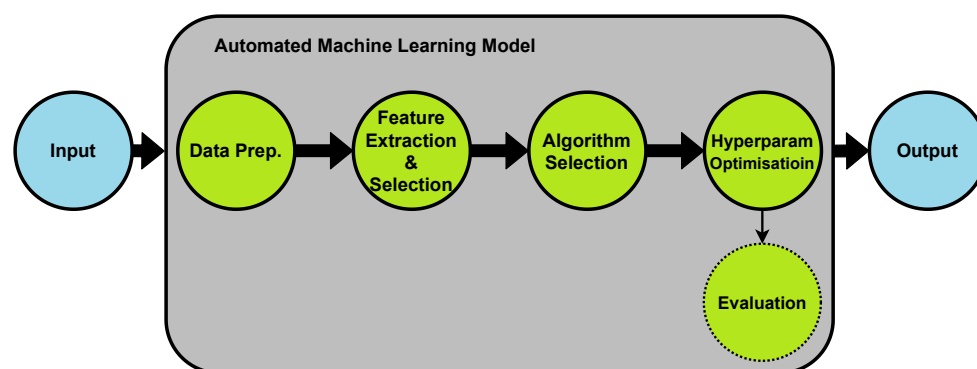 Automated Machine Learning Model
Input
Data Prep.
Feature
Extraction
&
Selection
Algorithm
Selection
Hyperparam
Optimisatioin
Output
Evaluation